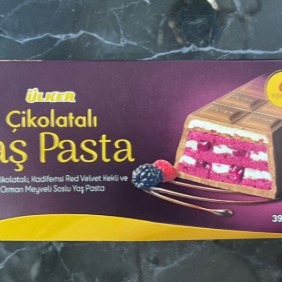 ÜLKER
Çikolatalı
aş Pasta
ikolatalı, Kadifemsi Red Velvet Kekli ve
Orman Meyveli Soslu Yaş Pasta
39